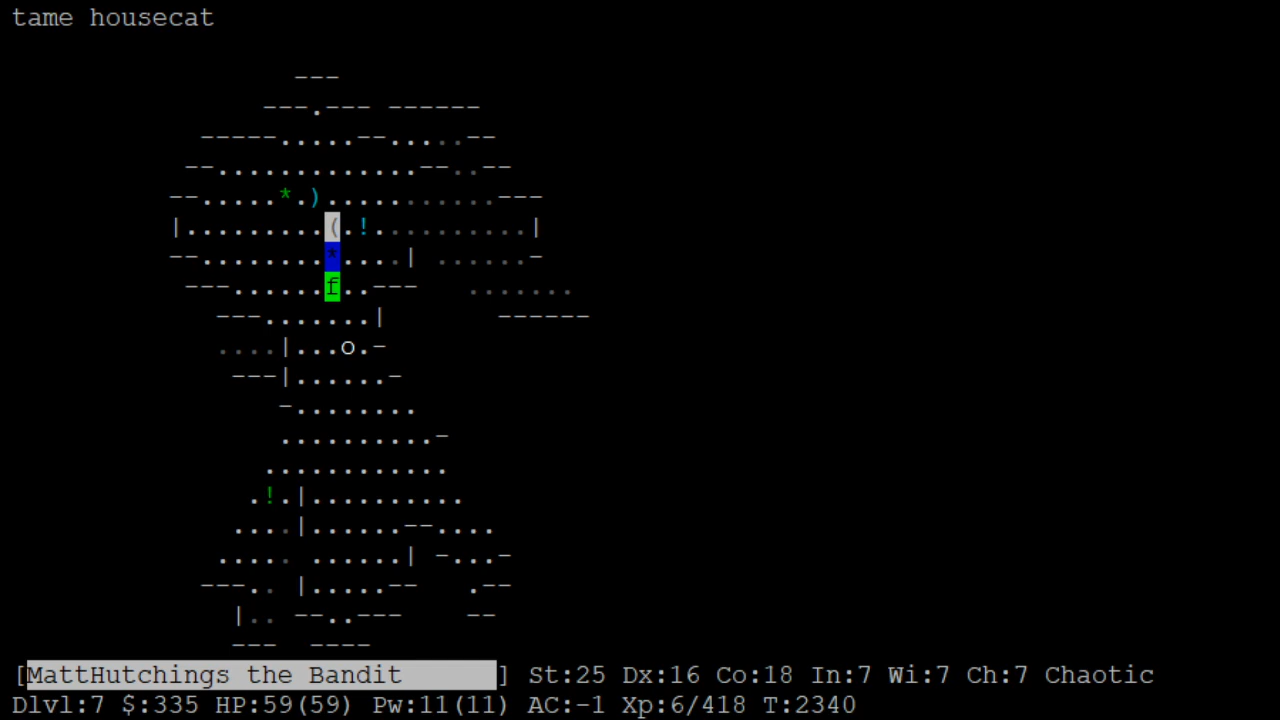 tame housecat
---
---.--- ------
-----.....--.....--
--.............--..--
--.....*.)............---
|.........(.!..........|
--........*....| ......-
---......f..--- .......
---.......| ------
....|...o.-
---|......-
-........
..........-
............
.!.|..........
....|......--....
..... ......| -...-
---.. |.....-- .--
|.. --..--- --
--- ----
[MattHutchings the Bandit ] St:25 Dx:16 Co:18 In:7 Wi:7 Ch:7 Chaotic
Dlvl:7 $:335 HP:59(59) Pw:11(11) AC:-1 Xp:6/418 T:2340